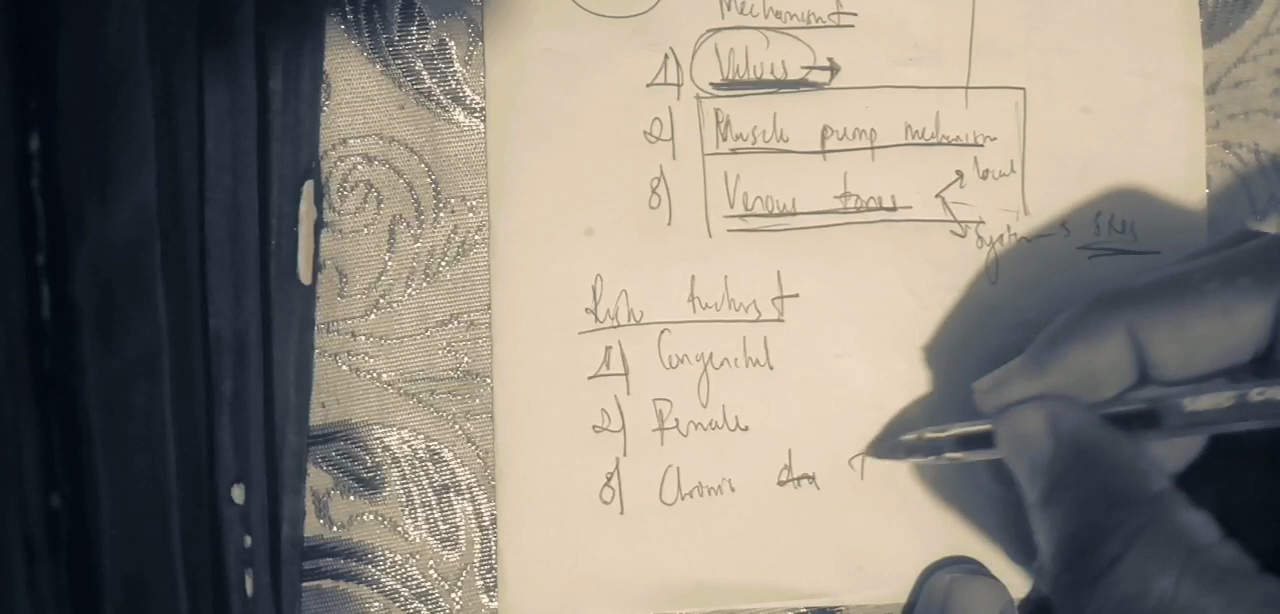 Mechanism
1) Valves →
2) Muscle pump mechanism
3) Venous tone local
System → SNS
Risk factors
1) Congenital
2) Female
3) Chronic